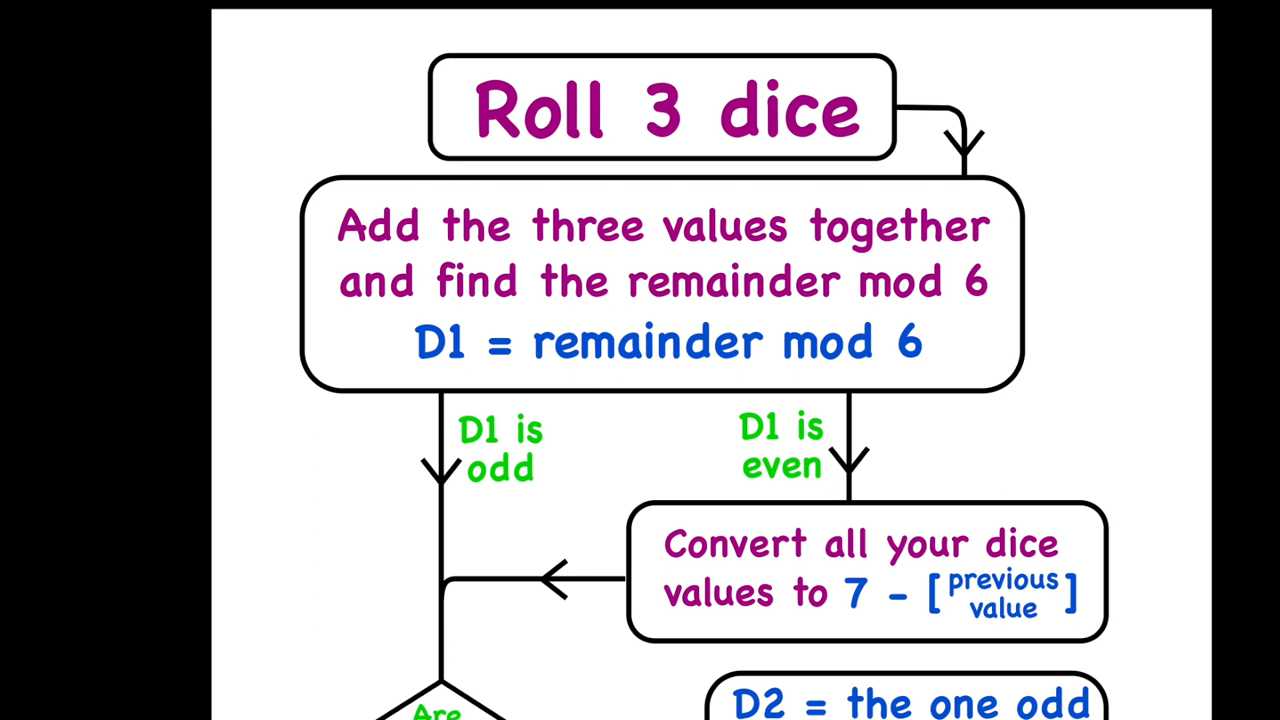 Roll 3 dice
Add the three values together
and find the remainder mod 6
D1 = remainder mod 6
D1 is
odd
D1 is
even
Convert all your dice
values to 7 - [previous
value]
Are
D2 = the one odd